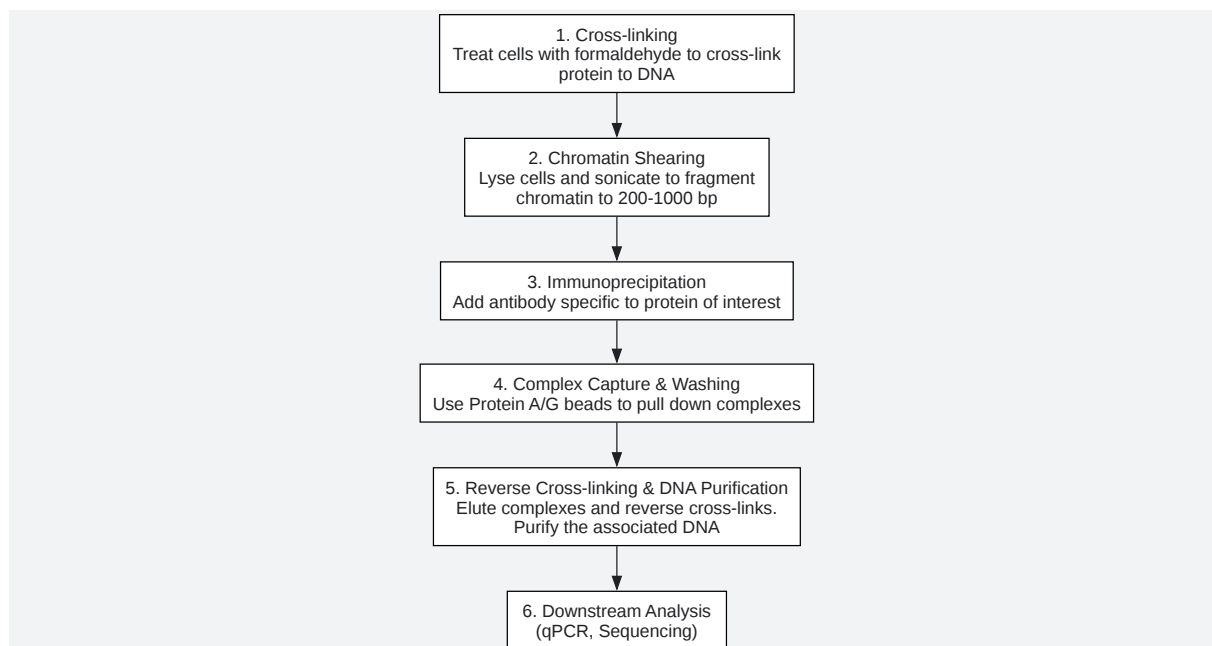 1. Cross-linking
Treat cells with formaldehyde to cross-link
protein to DNA
2. Chromatin Shearing
Lyse cells and sonicate to fragment
chromatin to 200-1000 bp
3. Immunoprecipitation
Add antibody specific to protein of interest
4. Complex Capture & Washing
Use Protein A/G beads to pull down complexes
5. Reverse Cross-linking & DNA Purification
Elute complexes and reverse cross-links.
Purify the associated DNA
6. Downstream Analysis
(qPCR, Sequencing)